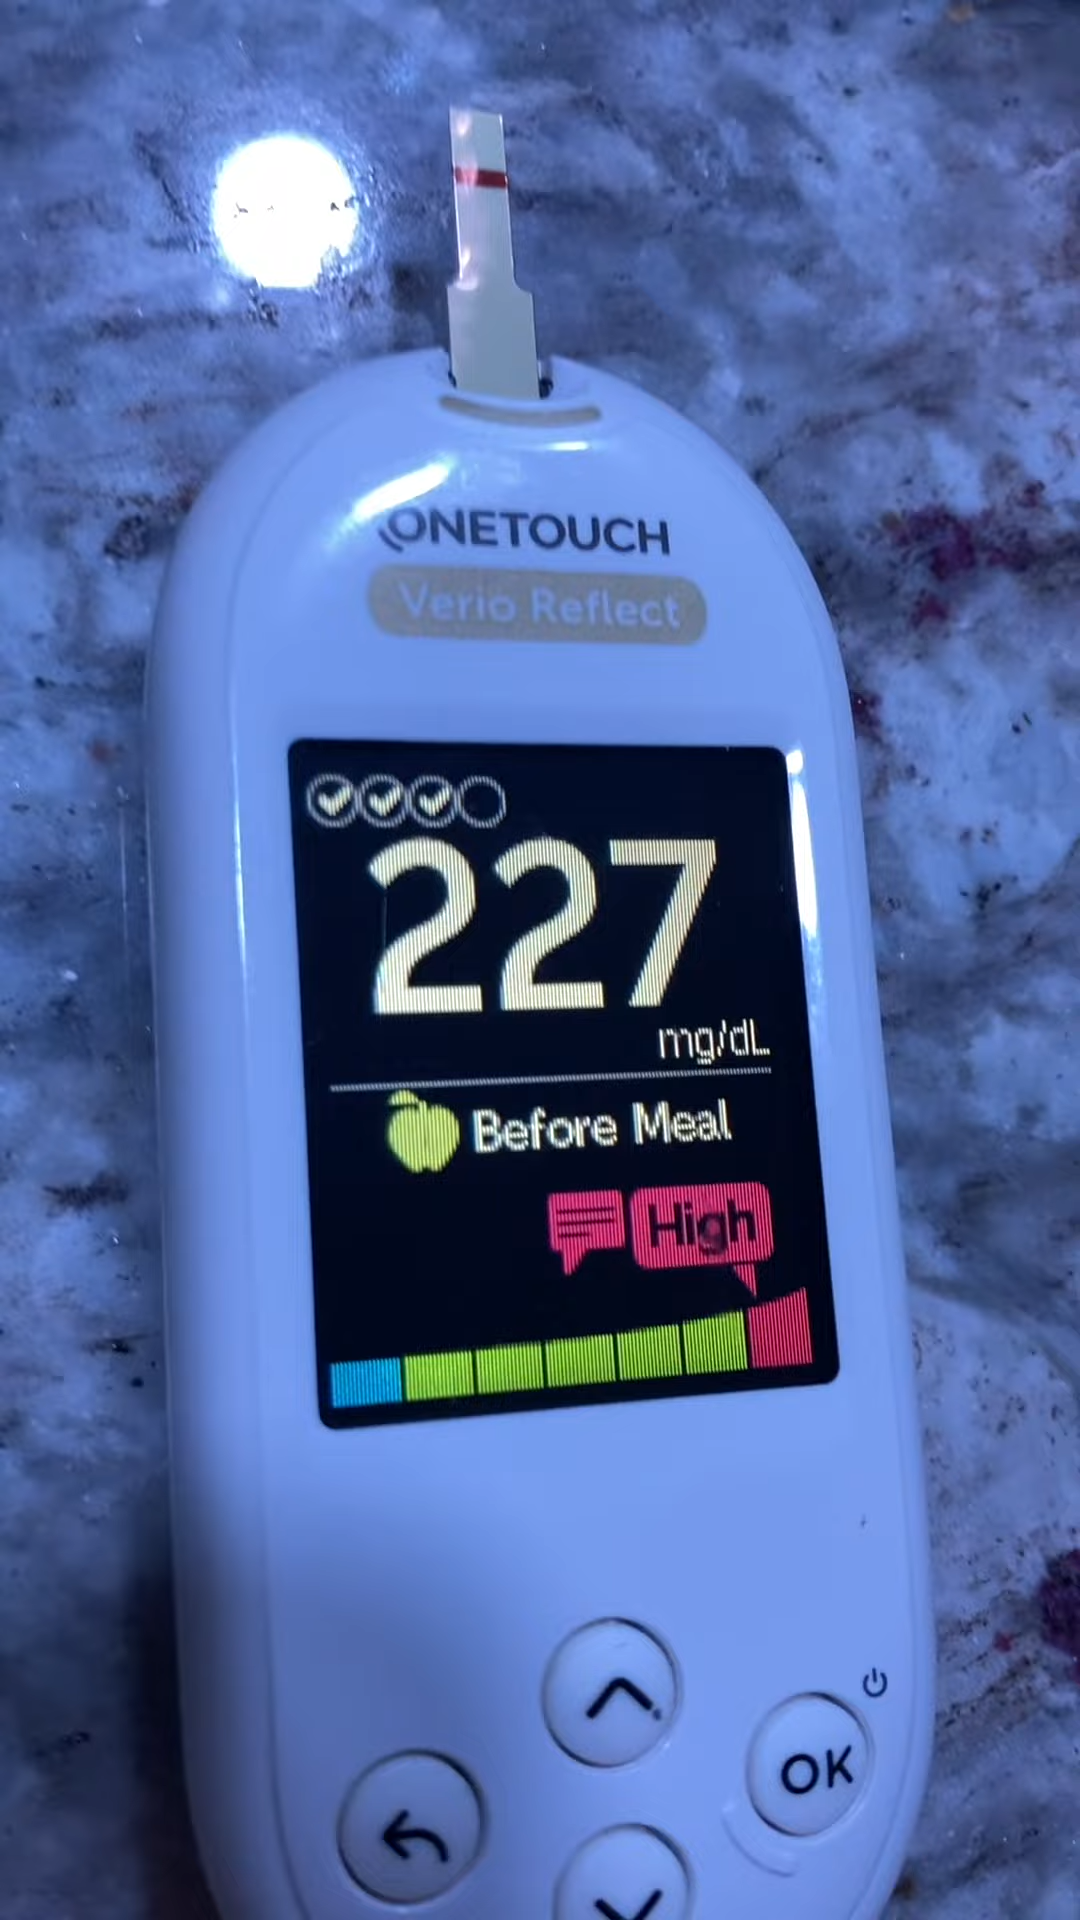 ONETOUCH
Verio Reflect
227
mg/dL
Before Meal
High
OK